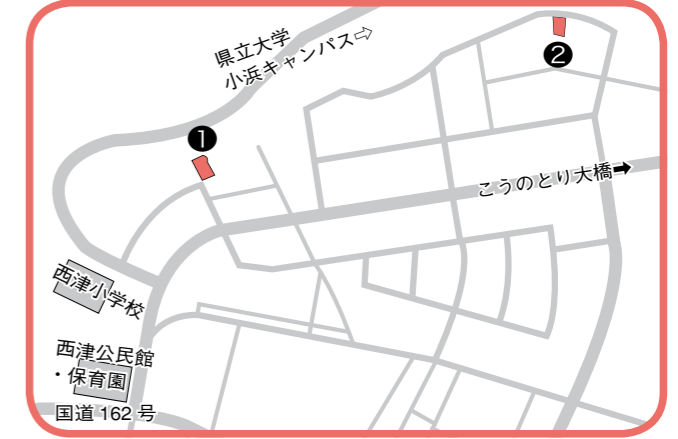 県立大学
小浜キャンパス⇨
❶
❷
こうのとり大橋➡
西津小学校
西津公民館
・保育園
国道 162 号